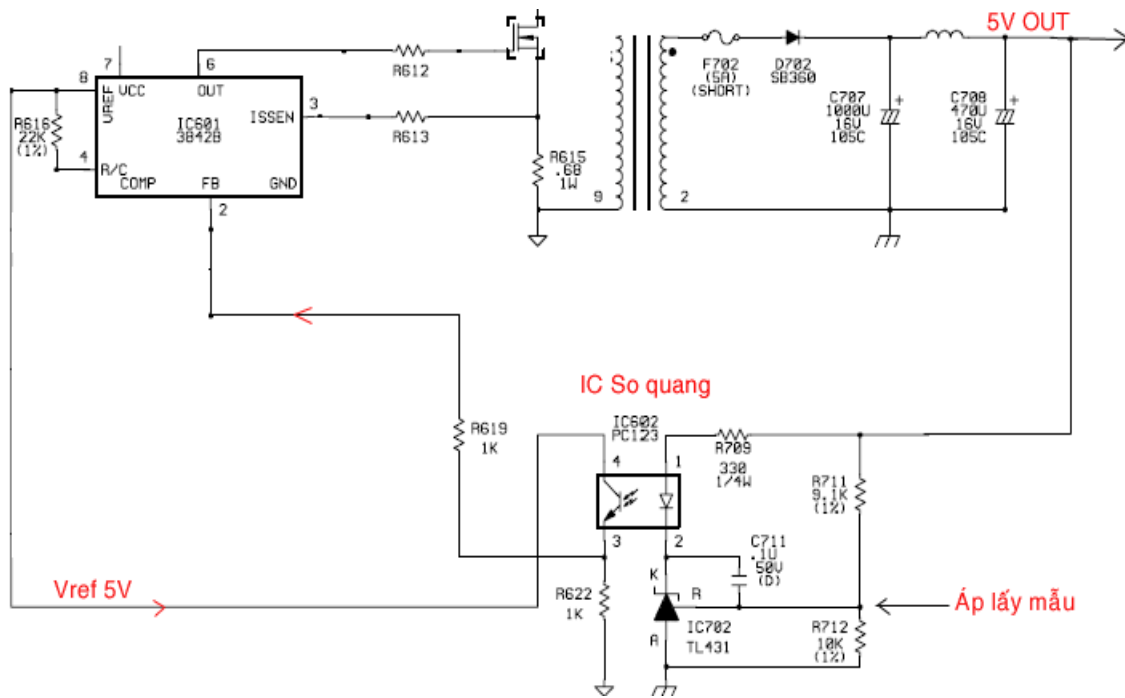 5V OUT
7
6
R612
F702
(5A)
(SHORT)
D702
SB360
8
VREF
VCC
OUT
IC601
3842B
ISSEN
3
R613
R616
22K
(1%)
4
R/C
COMP
FB
GND
2
R615
.68
1W
9
2
C707
1000U
16V
105C
+
C708
470U
16V
105C
+
IC So quang
IC602
PC123
R619
1K
4
1
R709
330
1/4W
R711
9.1K
(1%)
3
2
C711
.1U
50V
(D)
Vref 5V
R622
1K
K
R
A
IC702
TL431
Áp lấy mẫu
R712
10K
(1%)